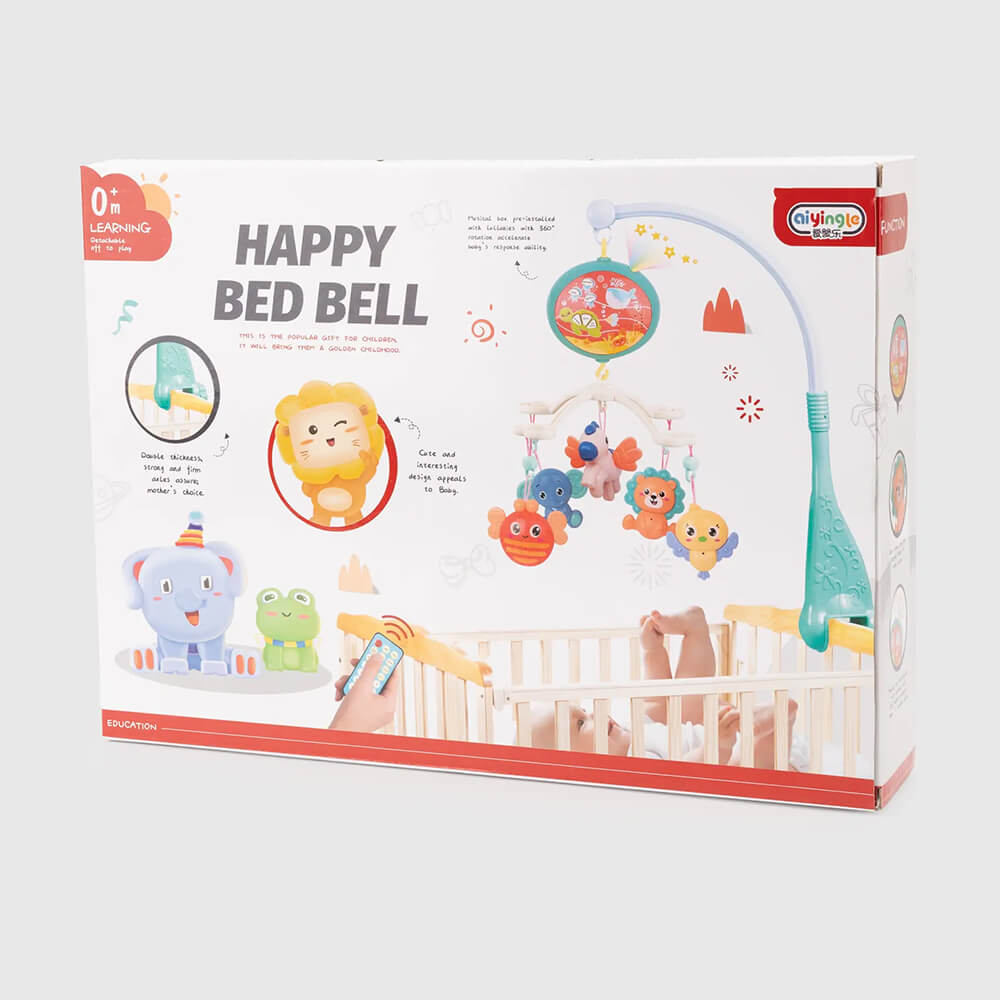 0+
m
LEARNING
Detachable
off to play
HAPPY
BED BELL
THIS IS THE POPULAR GIFT FOR CHILDREN,
IT WILL BRING THEM A GOLDEN CHILDHOOD.
Musical box pre-installed
with lullabies with 360°
rotation accelerate
baby's response ability.
aiyingle
爱婴乐
FUNCTION
Double thickness,
strong and firm
axles assure,
mother's choice.
Cute and
interesting
design appeals
to Baby.
EDUCATION